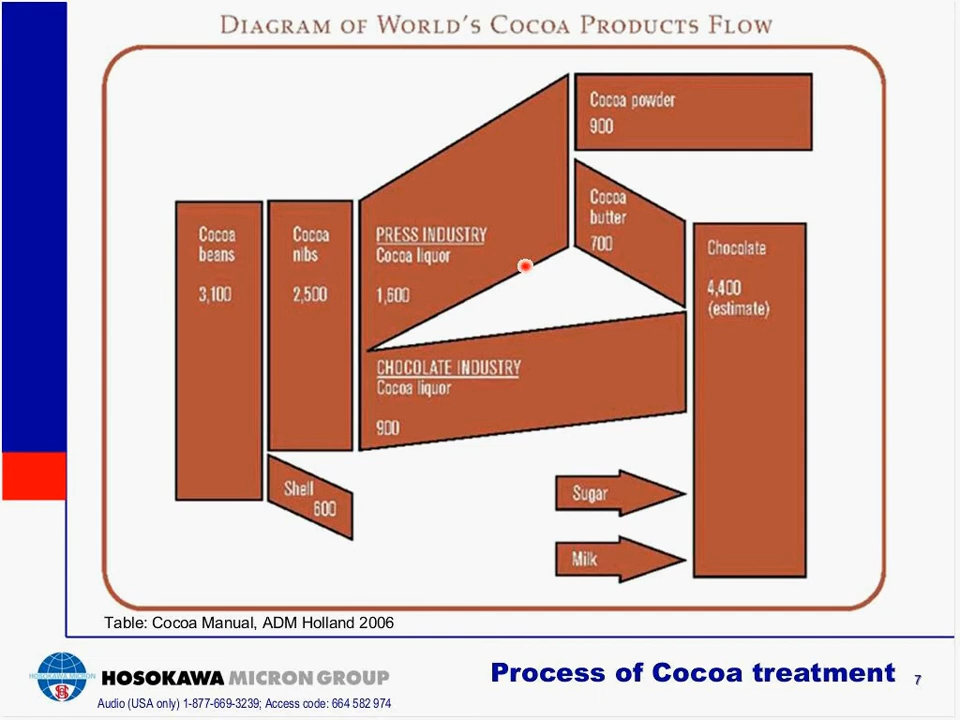 DIAGRAM OF WORLD'S COCOA PRODUCTS FLOW
Cocoa powder
900
Cocoa
butter
700
Cocoa
beans
3,100
Cocoa
nibs
2,500
PRESS INDUSTRY
Cocoa liquor
1,600
Chocolate
4,400
(estimate)
CHOCOLATE INDUSTRY
Cocoa liquor
900
Shell
600
Sugar
Milk
Table: Cocoa Manual, ADM Holland 2006
HOSOKAWA MICRON
HOSOKAWA MICRON GROUP
Process of Cocoa treatment
7
Audio (USA only) 1-877-669-3239; Access code: 664 582 974